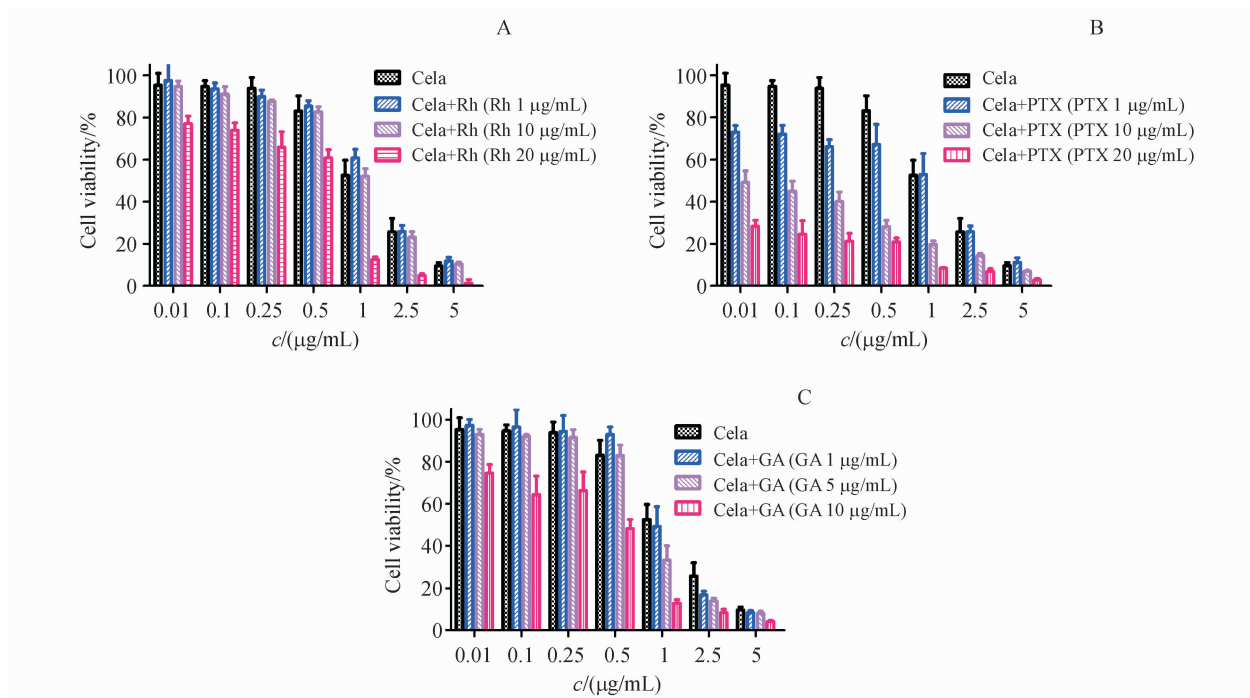 A
Cell viability/%
100
80
60
40
20
0
Cela
Cela+Rh (Rh 1 μg/mL)
Cela+Rh (Rh 10 μg/mL)
Cela+Rh (Rh 20 μg/mL)
0.01 0.1 0.25 0.5 1 2.5 5
c/(μg/mL)
B
Cell viability/%
100
80
60
40
20
0
Cela
Cela+PTX (PTX 1 μg/mL)
Cela+PTX (PTX 10 μg/mL)
Cela+PTX (PTX 20 μg/mL)
0.01 0.1 0.25 0.5 1 2.5 5
c/(μg/mL)
C
Cell viability/%
100
80
60
40
20
0
Cela
Cela+GA (GA 1 μg/mL)
Cela+GA (GA 5 μg/mL)
Cela+GA (GA 10 μg/mL)
0.01 0.1 0.25 0.5 1 2.5 5
c/(μg/mL)